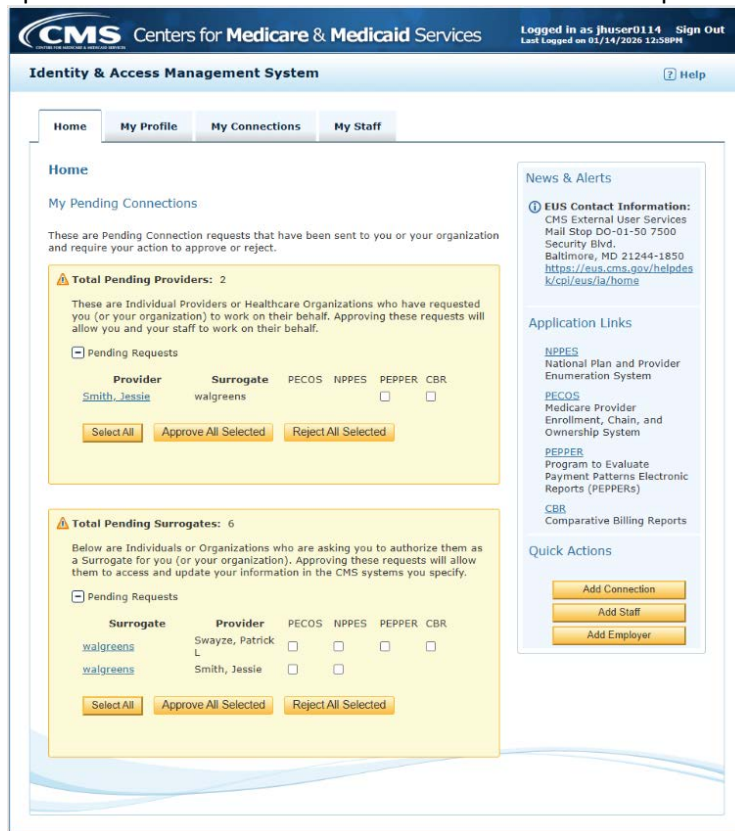 CMS Centers for Medicare & Medicaid Services
CENTERS FOR MEDICARE & MEDICAID SERVICES
Logged in as jhuser0114 Sign Out
Last Logged on 01/14/2026 12:58PM
Identity & Access Management System
? Help
Home My Profile My Connections My Staff
Home
My Pending Connections
These are Pending Connection requests that have been sent to you or your organization
and require your action to approve or reject.
Total Pending Providers: 2
These are Individual Providers or Healthcare Organizations who have requested
you (or your organization) to work on their behalf. Approving these requests will
allow you and your staff to work on their behalf.
Pending Requests
Provider Surrogate PECOS NPPES PEPPER CBR
Smith, Jessie walgreens
Select All Approve All Selected Reject All Selected
Total Pending Surrogates: 6
Below are Individuals or Organizations who are asking you to authorize them as
a Surrogate for you (or your organization). Approving these requests will allow
them to access and update your information in the CMS systems you specify.
Pending Requests
Surrogate Provider PECOS NPPES PEPPER CBR
walgreens Swayze, Patrick
L
walgreens Smith, Jessie
Select All Approve All Selected Reject All Selected
News & Alerts
EUS Contact Information:
CMS External User Services
Mail Stop DO-01-50 7500
Security Blvd.
Baltimore, MD 21244-1850
https://eus.cms.gov/helpdes
k/cpi/eus/ia/home
Application Links
NPPES
National Plan and Provider
Enumeration System
PECOS
Medicare Provider
Enrollment, Chain, and
Ownership System
PEPPER
Program to Evaluate
Payment Patterns Electronic
Reports (PEPPERs)
CBR
Comparative Billing Reports
Quick Actions
Add Connection
Add Staff
Add Employer